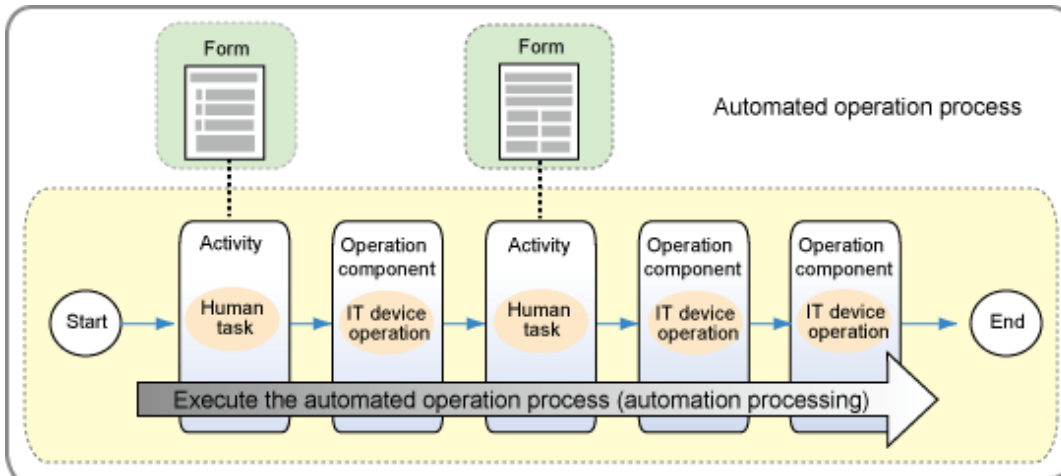 Form
Form
Automated operation process
Activity
Human
task
Operation
component
IT device
operation
Activity
Human
task
Operation
component
IT device
operation
Operation
component
IT device
operation
Start
End
Execute the automated operation process (automation processing)